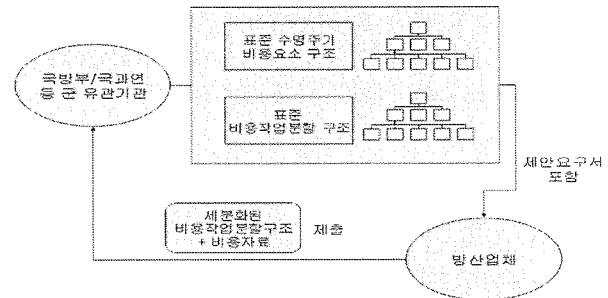 표준 수명주기
비용요소 구조
국방부/국과연
등 군 유관기관
표준
비용작업분할 구조
제안요구서
포함
세분화된
비용작업분할구조
+ 비용자료
제출
방산업체